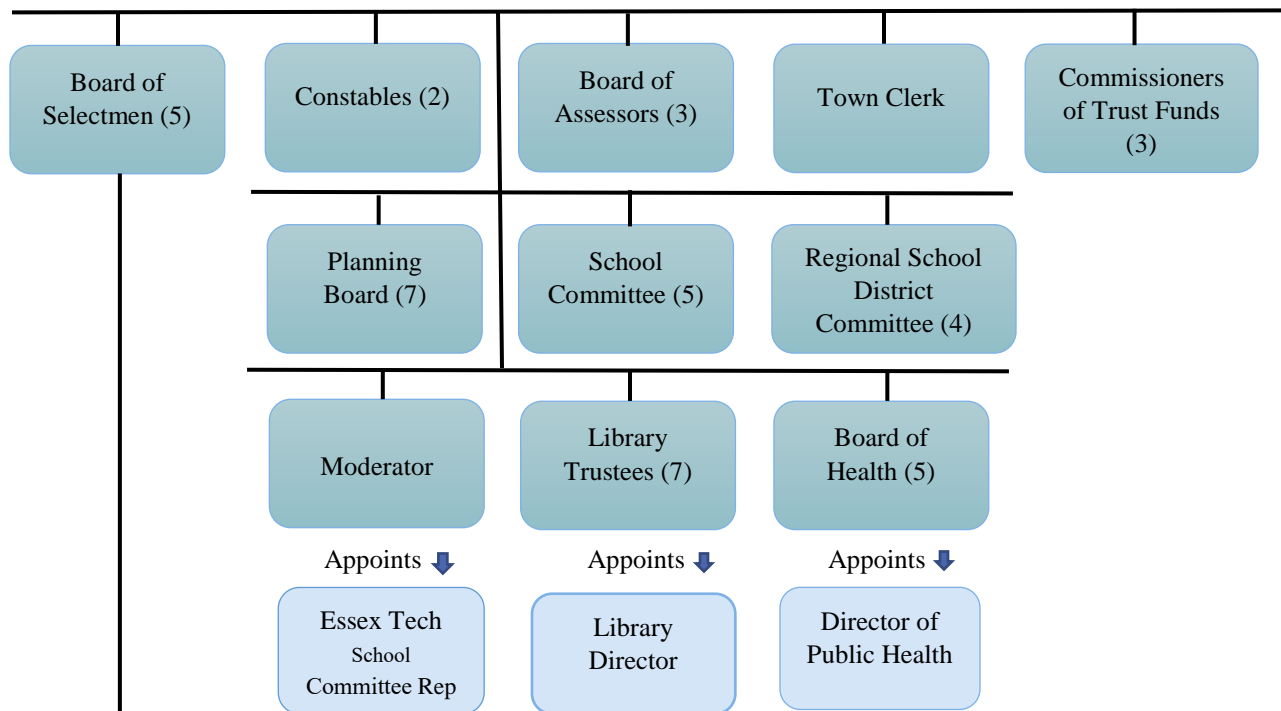 Board of
Selectmen (5)
Constables (2)
Board of
Assessors (3)
Town Clerk
Commissioners
of Trust Funds
(3)
Planning
Board (7)
School
Committee (5)
Regional School
District
Committee (4)
Moderator
Library
Trustees (7)
Board of
Health (5)
Appoints
Appoints
Appoints
Essex Tech
School
Committee Rep
Library
Director
Director of
Public Health